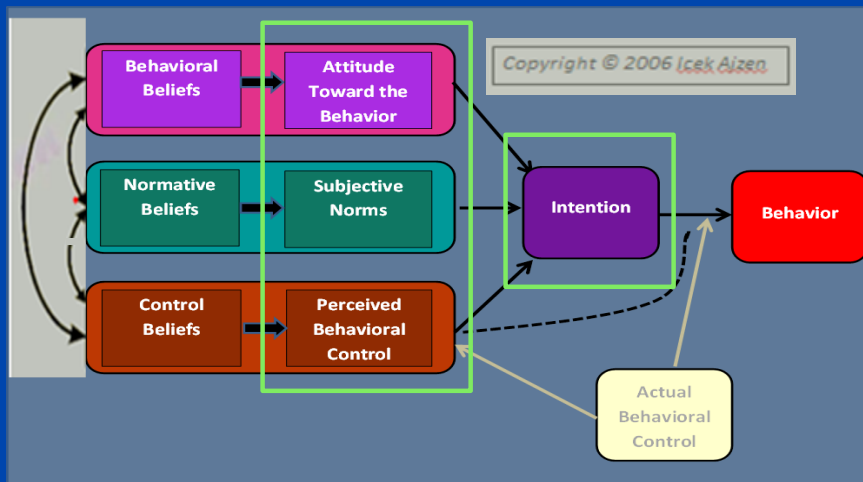 Behavioral
Beliefs
Attitude
Toward the
Behavior
Copyright © 2006 Icek Ajzen
Normative
Beliefs
Subjective
Norms
Intention
Behavior
Control
Beliefs
Perceived
Behavioral
Control
Actual
Behavioral
Control